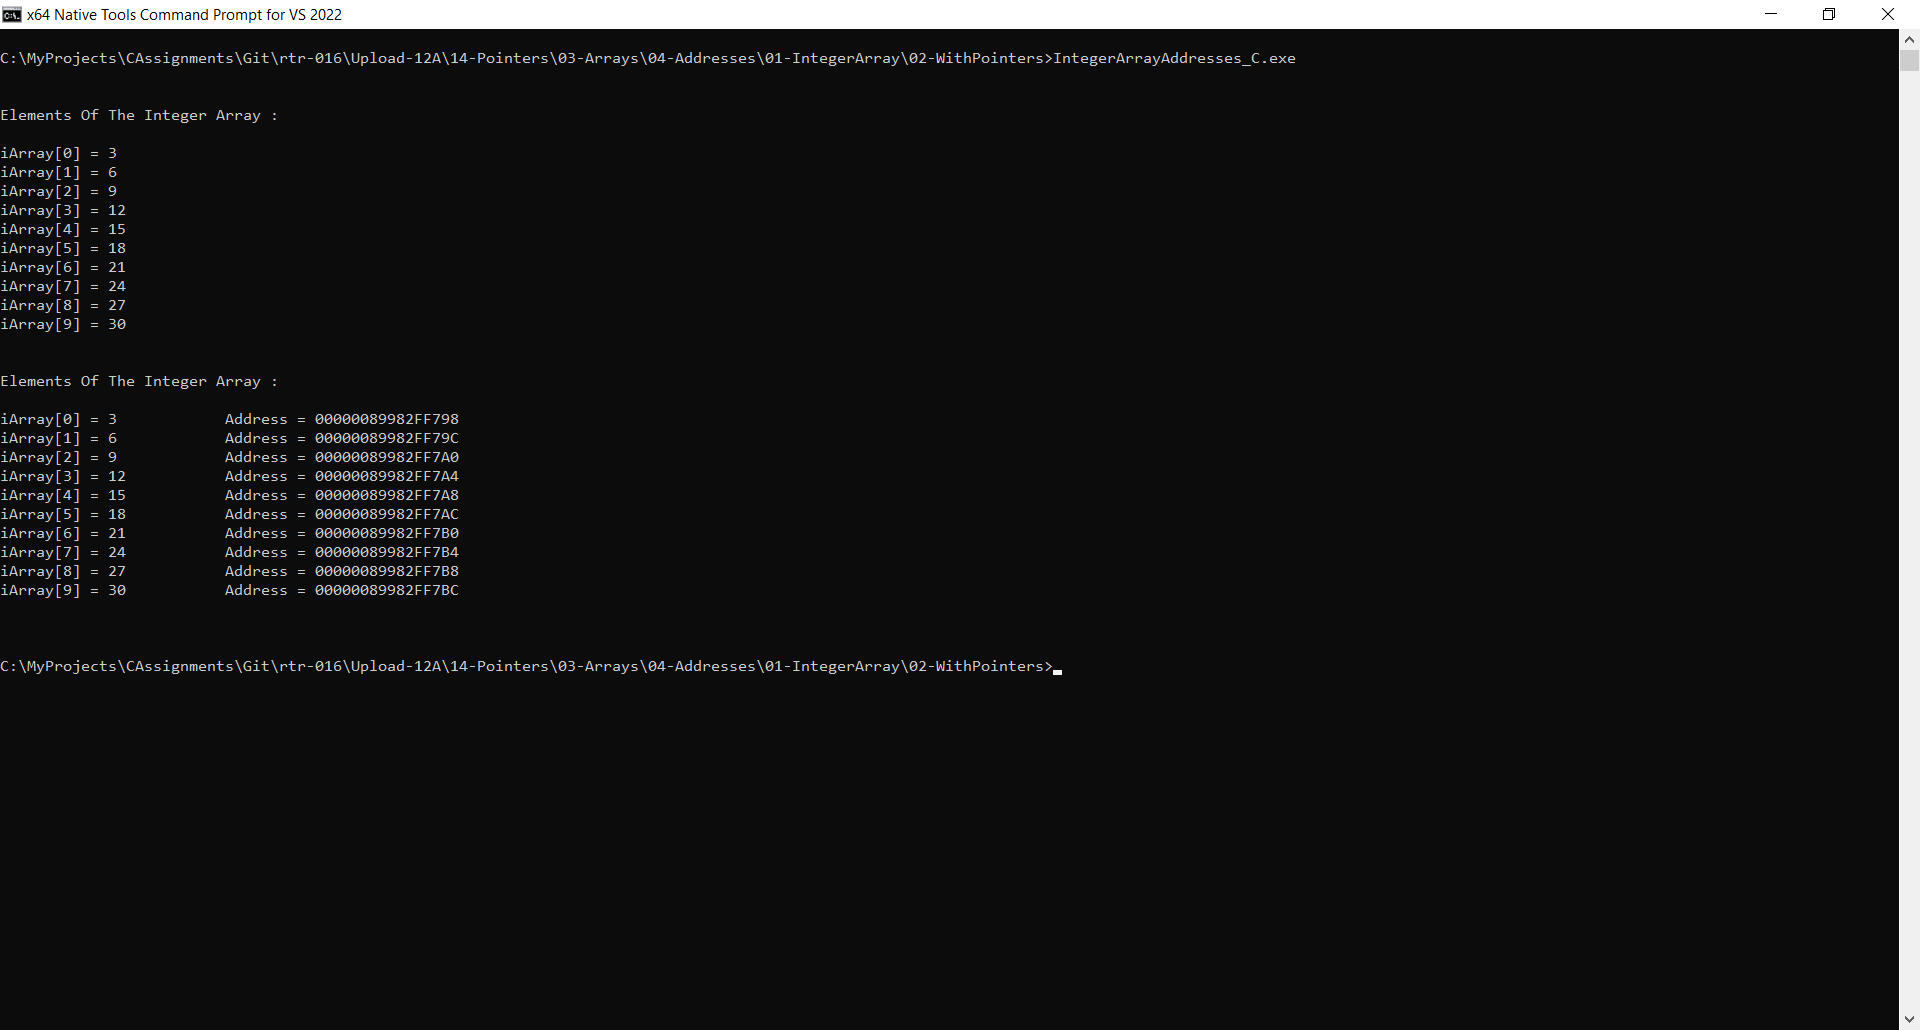 x64 Native Tools Command Prompt for VS 2022
C:\MyProjects\CAssignments\Git\rtr-016\Upload-12A\14-Pointers\03-Arrays\04-Addresses\01-IntegerArray\02-WithPointers>IntegerArrayAddresses_C.exe
Elements Of The Integer Array :
iArray[0] = 3
iArray[1] = 6
iArray[2] = 9
iArray[3] = 12
iArray[4] = 15
iArray[5] = 18
iArray[6] = 21
iArray[7] = 24
iArray[8] = 27
iArray[9] = 30
Elements Of The Integer Array :
iArray[0] = 3           Address = 00000089982FF798
iArray[1] = 6           Address = 00000089982FF79C
iArray[2] = 9           Address = 00000089982FF7A0
iArray[3] = 12          Address = 00000089982FF7A4
iArray[4] = 15          Address = 00000089982FF7A8
iArray[5] = 18          Address = 00000089982FF7AC
iArray[6] = 21          Address = 00000089982FF7B0
iArray[7] = 24          Address = 00000089982FF7B4
iArray[8] = 27          Address = 00000089982FF7B8
iArray[9] = 30          Address = 00000089982FF7BC
C:\MyProjects\CAssignments\Git\rtr-016\Upload-12A\14-Pointers\03-Arrays\04-Addresses\01-IntegerArray\02-WithPointers>